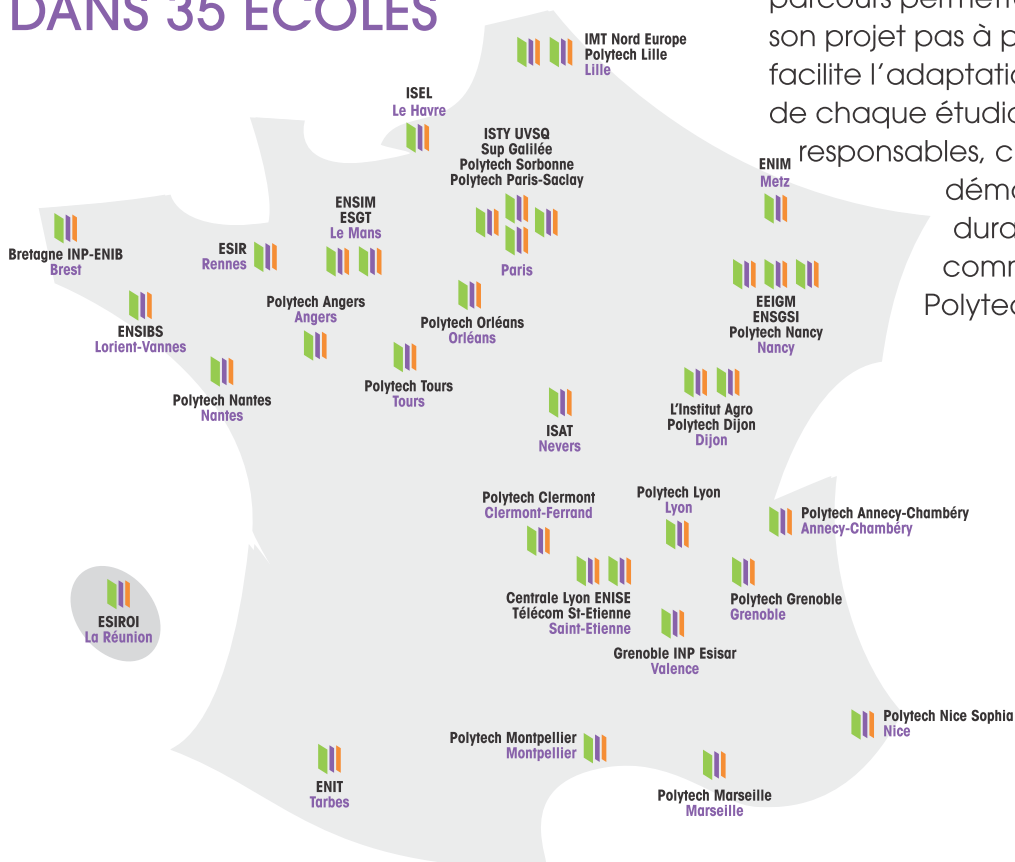 DANS 35 ÉCOLES
son projet pas à p
facilite l'adaptatio
de chaque étudia
responsables, c
démo
dura
comm
Polytec
IMT Nord Europe
Polytech Lille
Lille
ISEL
Le Havre
ISTY UVSQ
Sup Galilée
Polytech Sorbonne
Polytech Paris-Saclay
Paris
ENIM
Metz
ENSIM
ESGT
Le Mans
Bretagne INP-ENIB
Brest
ESIR
Rennes
ENSIBS
Lorient-Vannes
Polytech Angers
Angers
Polytech Orléans
Orléans
EEIGM
ENSGSI
Polytech Nancy
Nancy
Polytech Nantes
Nantes
Polytech Tours
Tours
ISAT
Nevers
L'Institut Agro
Polytech Dijon
Dijon
Polytech Clermont
Clermont-Ferrand
Polytech Lyon
Lyon
Polytech Annecy-Chambéry
Annecy-Chambéry
Centrale Lyon ENISE
Télécom St-Etienne
Saint-Etienne
Polytech Grenoble
Grenoble
ESIROI
La Réunion
Grenoble INP Esisar
Valence
Polytech Nice Sophia
Nice
Polytech Montpellier
Montpellier
ENIT
Tarbes
Polytech Marseille
Marseille